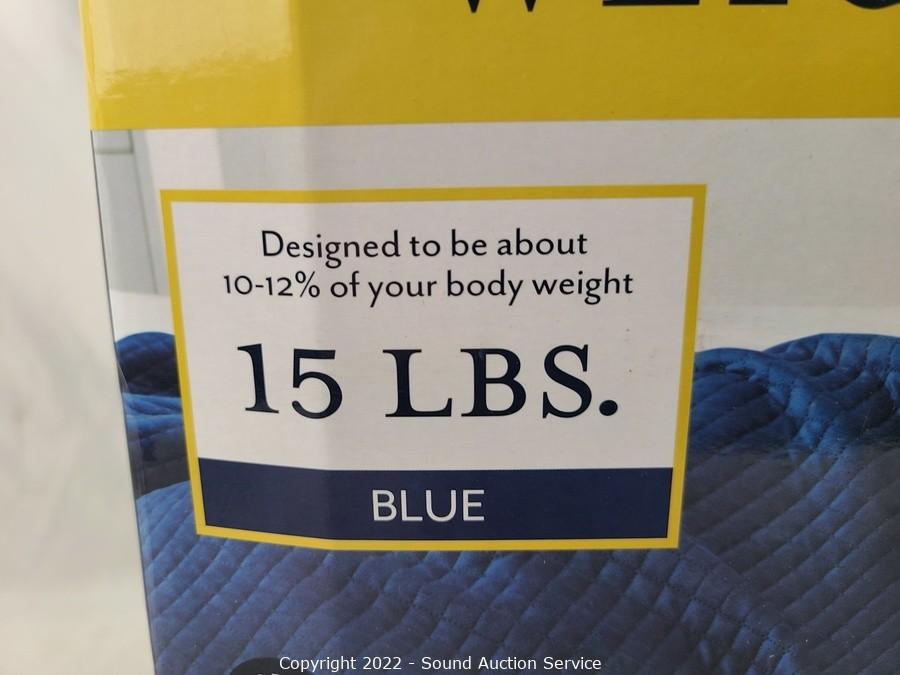 Designed to be about
10-12% of your body weight
15 LBS.
BLUE
Copyright 2022 - Sound Auction Service